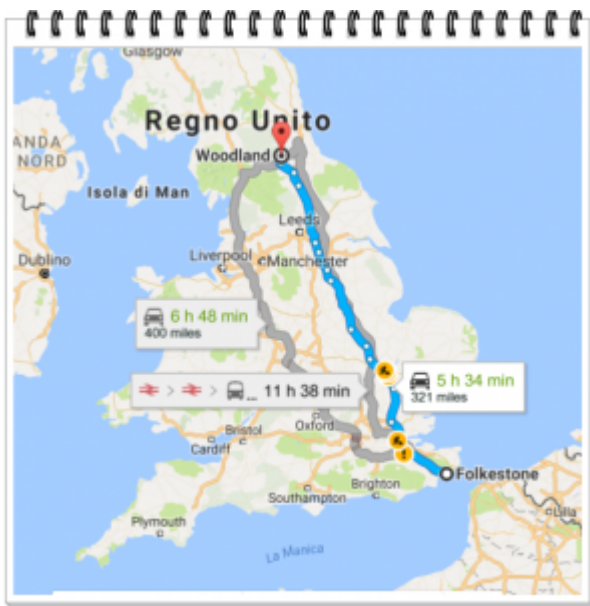 Glasgow
Regno Unito
ANDA
NORD
Woodland
Isola di Man
Leeds
Dublino
Liverpool
Manchester
6 h 48 min
400 miles
5 h 34 min
321 miles
> > ... 11 h 38 min
Oxford
Bristol
Cardiff
Folkestone
Brighton
Southampton
Lilla
Plymouth
La Manica